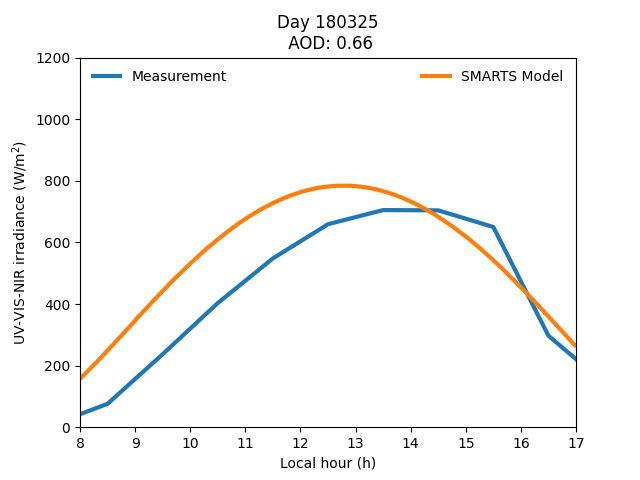 Day 180325
AOD: 0.66
Measurement
SMARTS Model
1200
1000
800
600
400
200
0
UV-VIS-NIR irradiance (W/m²)
8 9 10 11 12 13 14 15 16 17
Local hour (h)